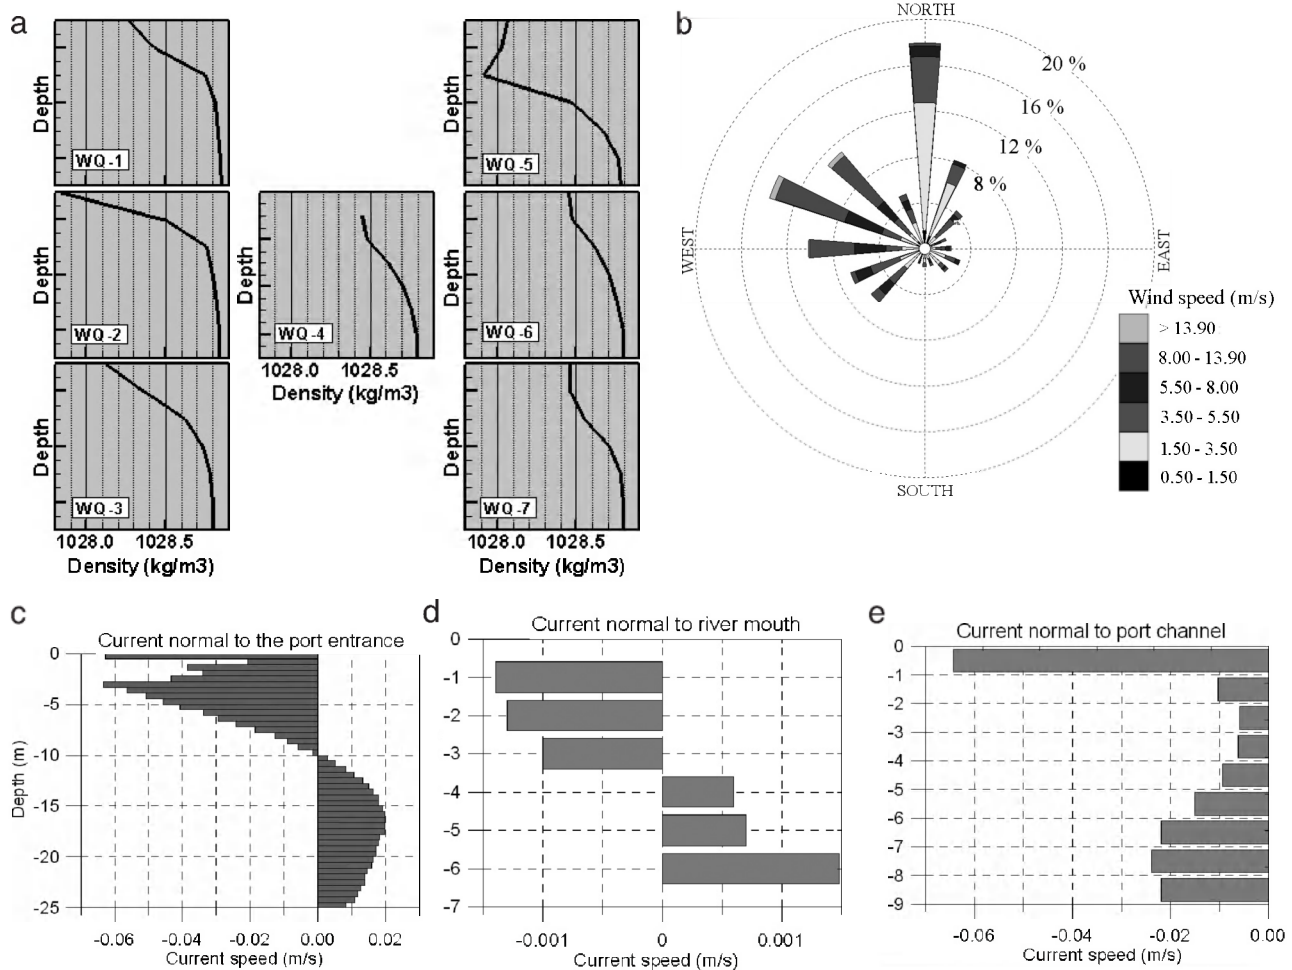 a
Depth
WQ-1
Depth
WQ-2
Depth
WQ-3
1028.0 1028.5
Density (kg/m3)
Depth
WQ-4
1028.0 1028.5
Density (kg/m3)
Depth
WQ-5
Depth
WQ-6
Depth
WQ-7
1028.0 1028.5
Density (kg/m3)
b
NORTH
20 %
16 %
12 %
8 %
WEST
EAST
SOUTH
Wind speed (m/s)
> 13.90
8.00 - 13.90
5.50 - 8.00
3.50 - 5.50
1.50 - 3.50
0.50 - 1.50
c
Current normal to the port entrance
0
-5
-10
-15
-20
-25
Depth (m)
-0.06 -0.04 -0.02 0.00 0.02
Current speed (m/s)
d
Current normal to river mouth
0
-1
-2
-3
-4
-5
-6
-7
-0.001 0 0.001
Current speed (m/s)
e
Current normal to port channel
0
-1
-2
-3
-4
-5
-6
-7
-8
-9
-0.06 -0.04 -0.02 0.00
Current speed (m/s)